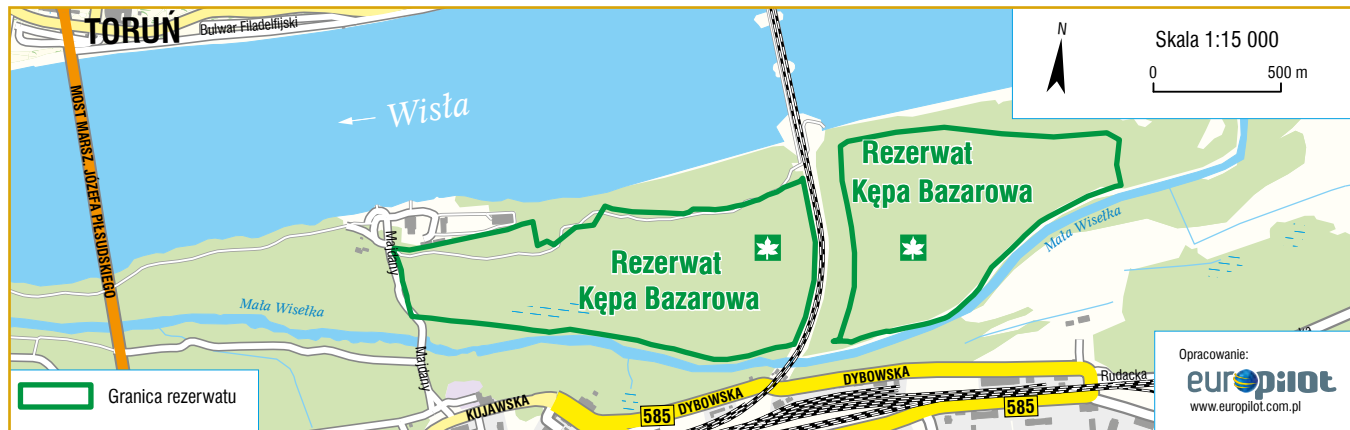 TORUŃ
Bulwar Filadelfijski
MOST MARSZ. JÓZEFA PIŁSUDSKIEGO
Wisła
N
Skala 1:15 000
0 500 m
Rezerwat
Kępa Bazarowa
Majdany
Rezerwat
Kępa Bazarowa
Mała Wisełka
Mała Wisełka
Majdany
Granica rezerwatu
KUJAWSKA
585
DYBOWSKA
DYBOWSKA
585
Rudacka
Opracowanie:
europilot
www.europilot.com.pl